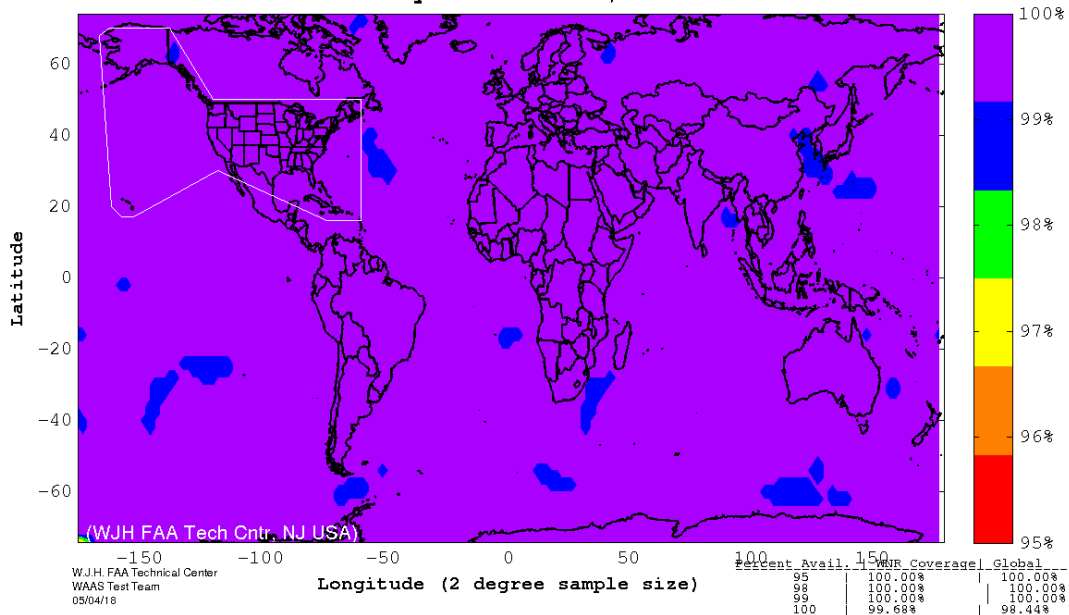 100%
99%
98%
97%
96%
95%
60
40
20
0
−20
−40
−60
Latitude
(WJH FAA Tech Cntr, NJ USA)
−150 −100 −50 0 50 100 150
Longitude (2 degree sample size)
W.J.H. FAA Technical Center
WAAS Test Team
05/04/18
Percent Avail. | WNR Coverage| Global
95 | 100.00% | 100.00%
98 | 100.00% | 100.00%
99 | 100.00% | 100.00%
100 | 99.68% | 98.44%